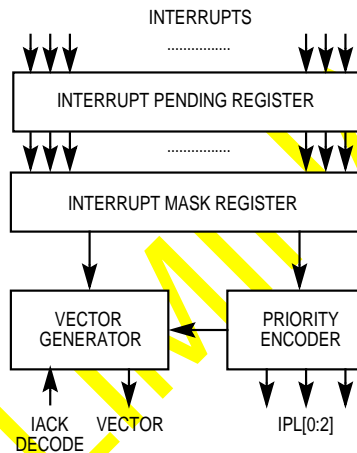 INTERRUPTS
INTERRUPT PENDING REGISTER
INTERRUPT MASK REGISTER
VECTOR
GENERATOR
PRIORITY
ENCODER
IACK
DECODE
VECTOR
IPL[0:2]